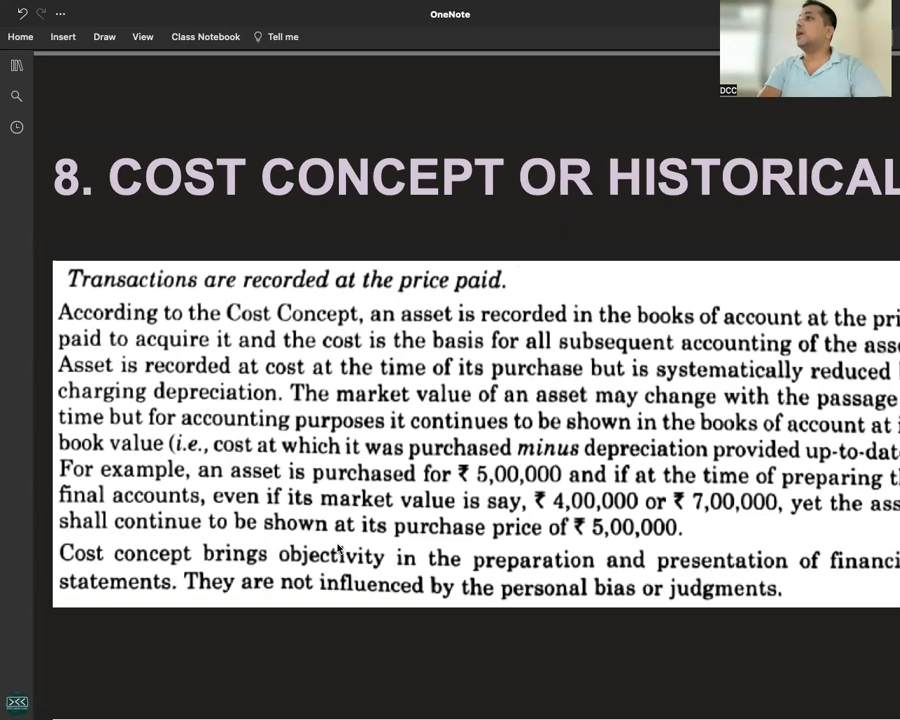 OneNote
Home Insert Draw View Class Notebook Tell me
DCC
8. COST CONCEPT OR HISTORICAL
Transactions are recorded at the price paid.
According to the Cost Concept, an asset is recorded in the books of account at the pri
paid to acquire it and the cost is the basis for all subsequent accounting of the ass
Asset is recorded at cost at the time of its purchase but is systematically reduced
charging depreciation. The market value of an asset may change with the passage
time but for accounting purposes it continues to be shown in the books of account at i
book value (i.e., cost at which it was purchased minus depreciation provided up-to-dat
For example, an asset is purchased for ₹ 5,00,000 and if at the time of preparing t
final accounts, even if its market value is say, ₹ 4,00,000 or ₹ 7,00,000, yet the ass
shall continue to be shown at its purchase price of ₹ 5,00,000.
Cost concept brings objectivity in the preparation and presentation of financi
statements. They are not influenced by the personal bias or judgments.